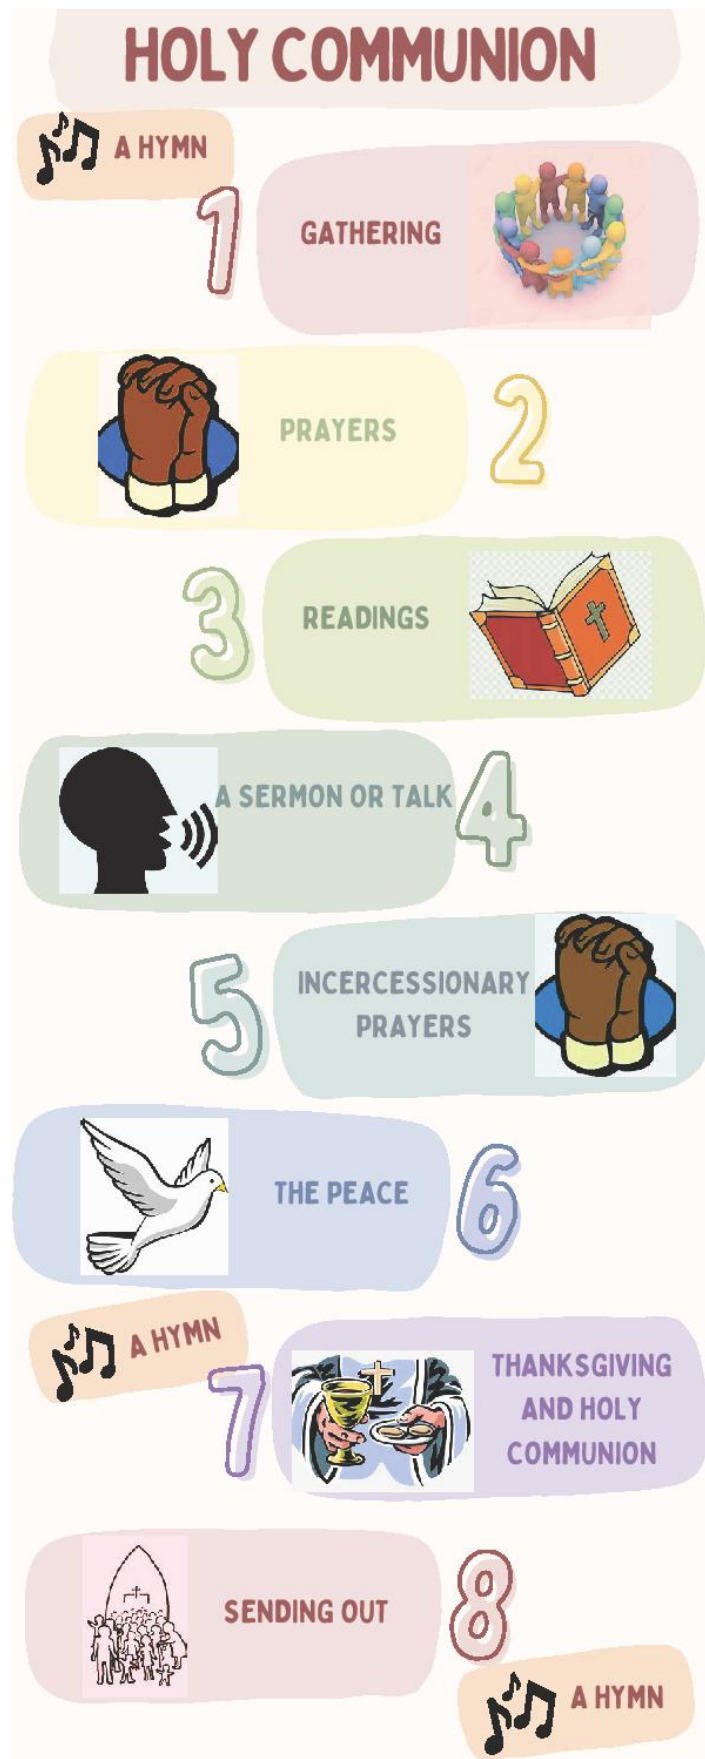 HOLY COMMUNION
A HYMN
1
GATHERING
PRAYERS
2
3
READINGS
A SERMON OR TALK
4
5
INCERCESSIONARY
PRAYERS
THE PEACE
6
A HYMN
7
THANKSGIVING
AND HOLY
COMMUNION
SENDING OUT
8
A HYMN